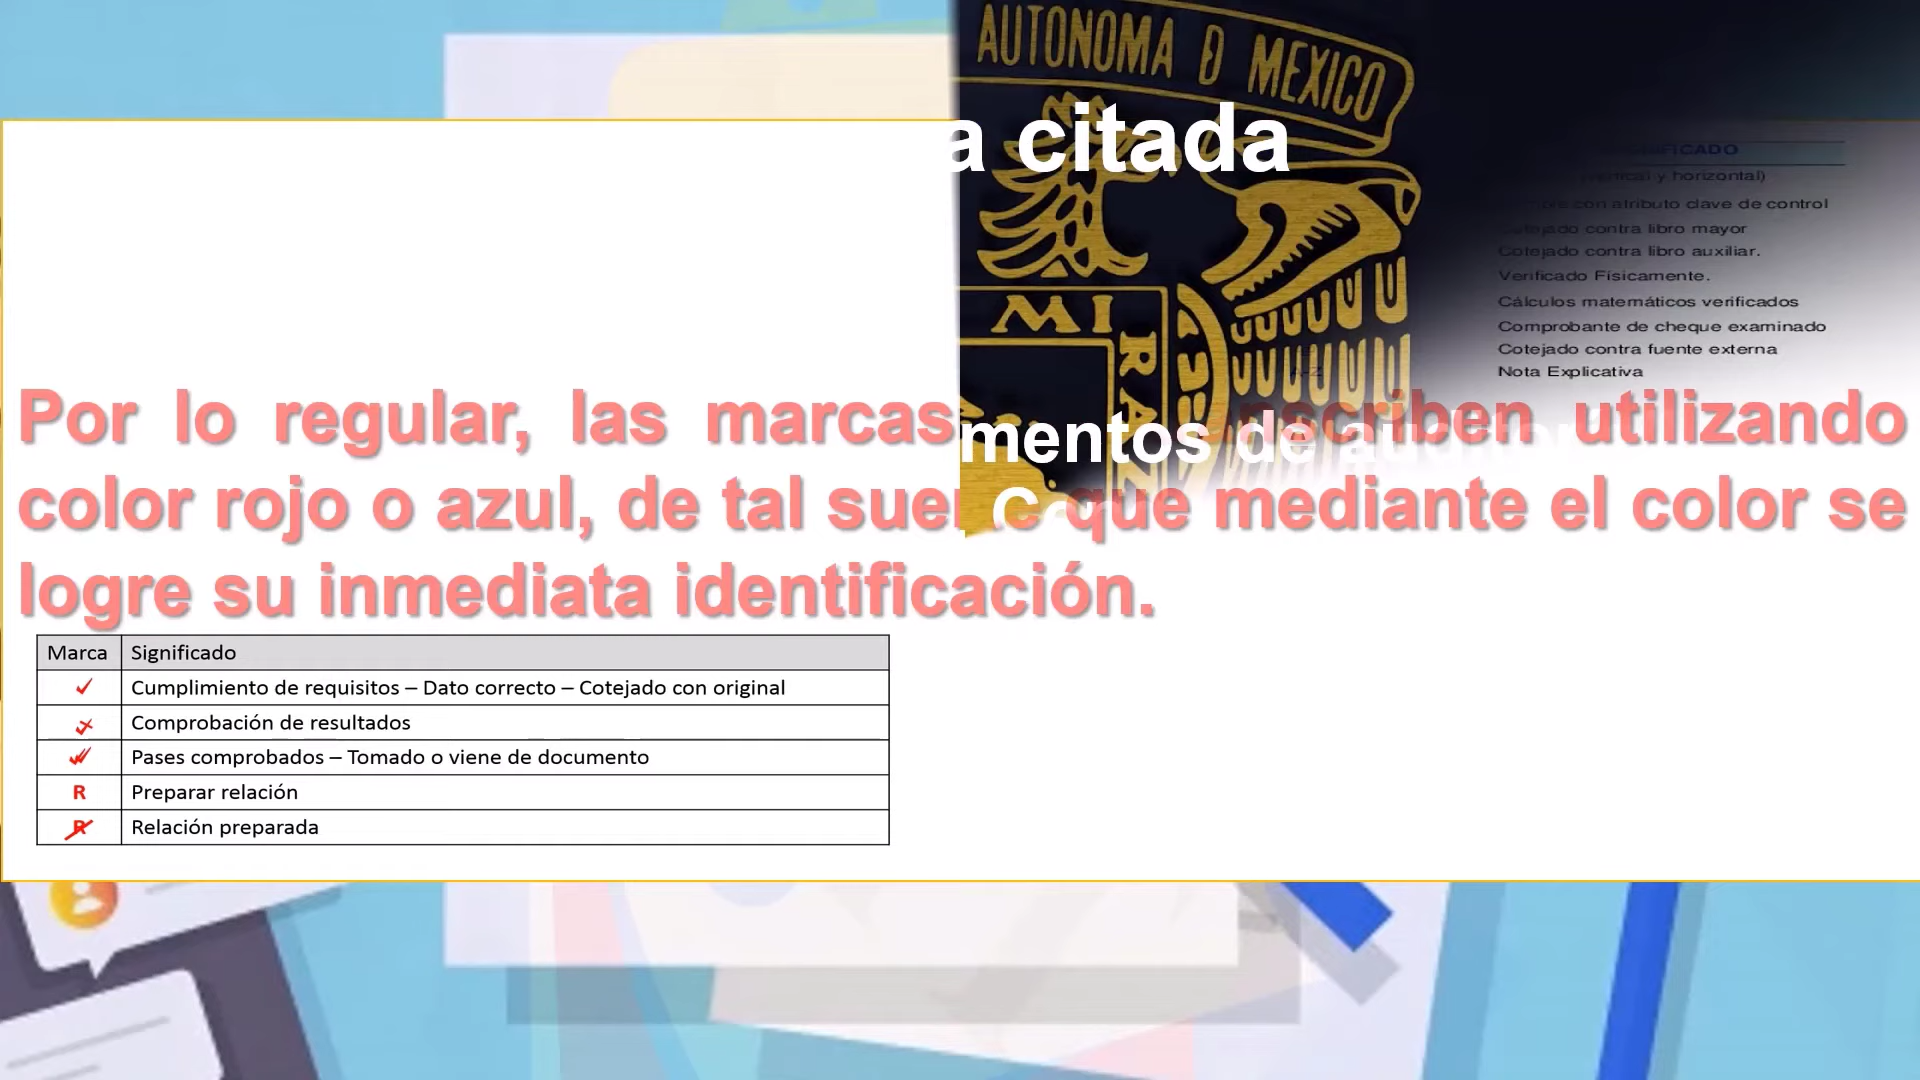 AUTONOMA D MEXICO
a citada
MI
RAZ
SIGNIFICADO
(vertical y horizontal)
con atributo clave de control
Cotejado contra libro mayor
Cotejado contra libro auxiliar.
Verificado Físicamente.
Cálculos matemáticos verificados
Comprobante de cheque examinado
Cotejado contra fuente externa
A-Z Nota Explicativa
Por lo regular, las marcas utilizando
mentos de
color rojo o azul, de tal que mediante el color se
logre su inmediata identificación.
Marca Significado
Cumplimiento de requisitos – Dato correcto – Cotejado con original
Comprobación de resultados
Pases comprobados – Tomado o viene de documento
R Preparar relación
R Relación preparada